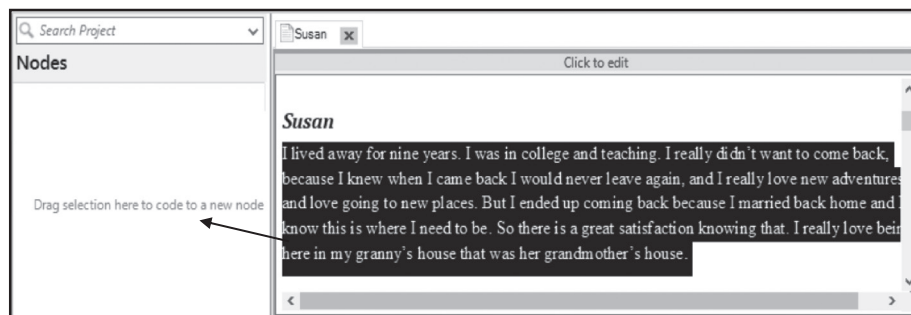 Search Project
Nodes
Drag selection here to code to a new node
Susan
Click to edit
Susan
I lived away for nine years. I was in college and teaching. I really didn't want to come back,
because I knew when I came back I would never leave again, and I really love new adventures
and love going to new places. But I ended up coming back because I married back home and I
know this is where I need to be. So there is a great satisfaction knowing that. I really love
here in my granny's house that was her grandmother's house.